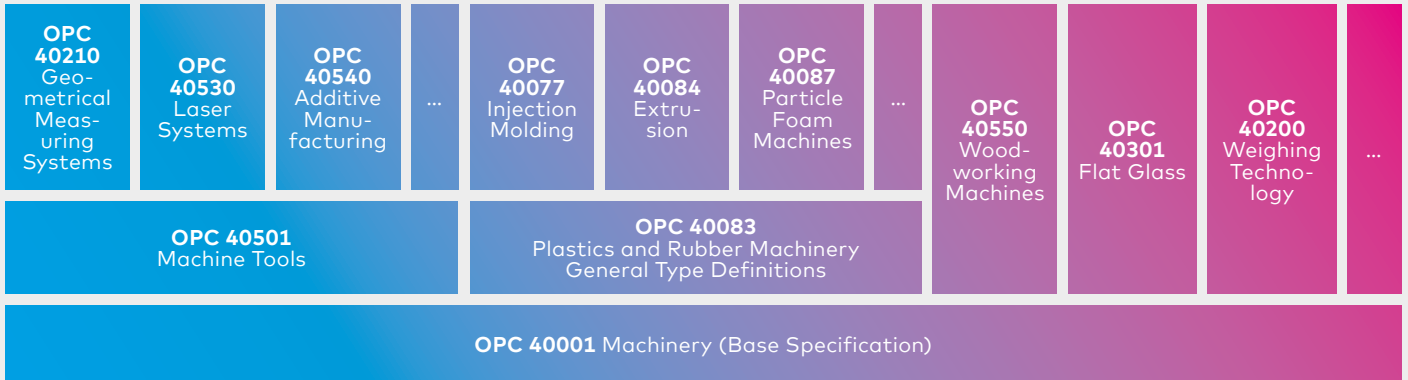 OPC
40210
Geo-
metrical
Meas-
uring
Systems
OPC
40530
Laser
Systems
OPC
40540
Additive
Manu-
facturing
...
OPC
40077
Injection
Molding
OPC
40084
Extru-
sion
OPC
40087
Particle
Foam
Machines
...
OPC
40550
Wood-
working
Machines
OPC
40301
Flat Glass
OPC
40200
Weighing
Techno-
logy
...
OPC 40501
Machine Tools
OPC 40083
Plastics and Rubber Machinery
General Type Definitions
OPC 40001 Machinery (Base Specification)